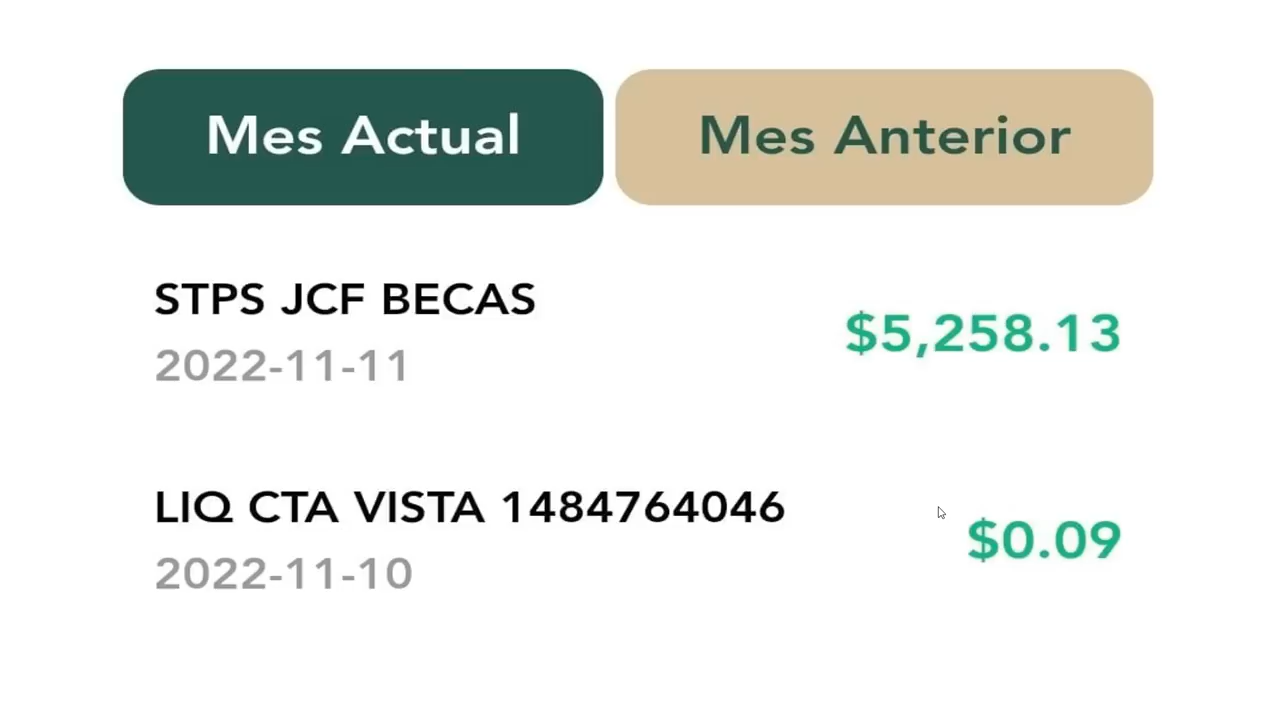 Mes Actual
Mes Anterior
STPS JCF BECAS
$5,258.13
2022-11-11
LIQ CTA VISTA 1484764046
$0.09
2022-11-10